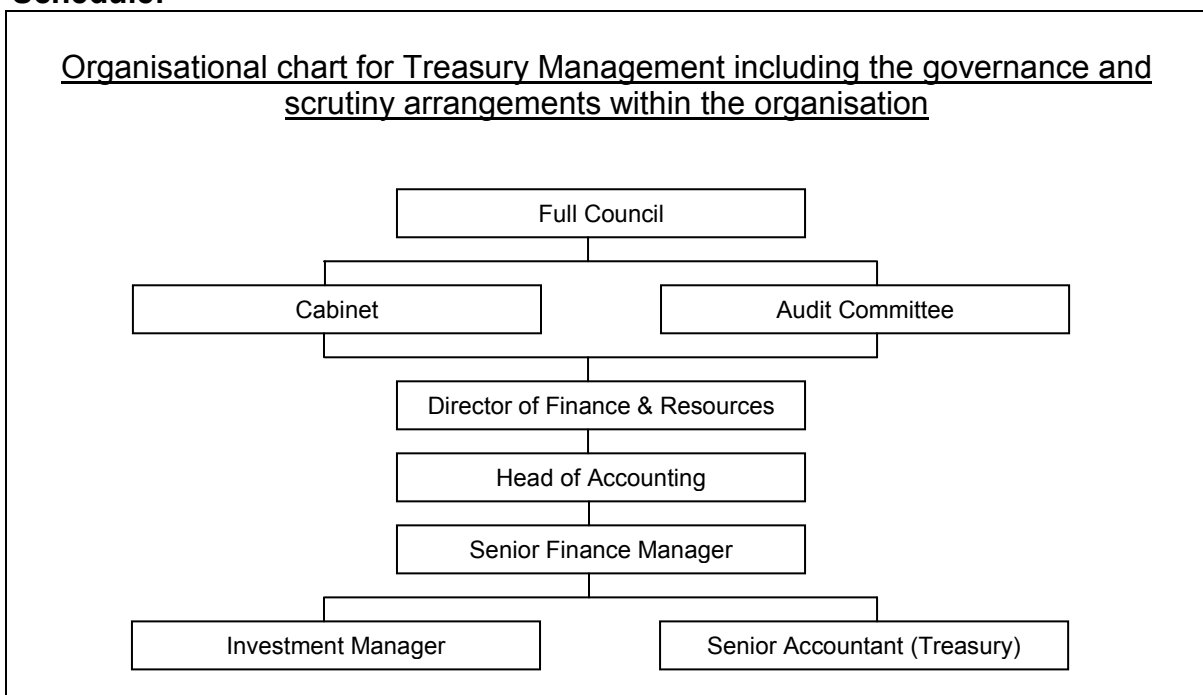 Schedule:
Organisational chart for Treasury Management including the governance and
scrutiny arrangements within the organisation
Full Council
Cabinet
Audit Committee
Director of Finance & Resources
Head of Accounting
Senior Finance Manager
Investment Manager
Senior Accountant (Treasury)